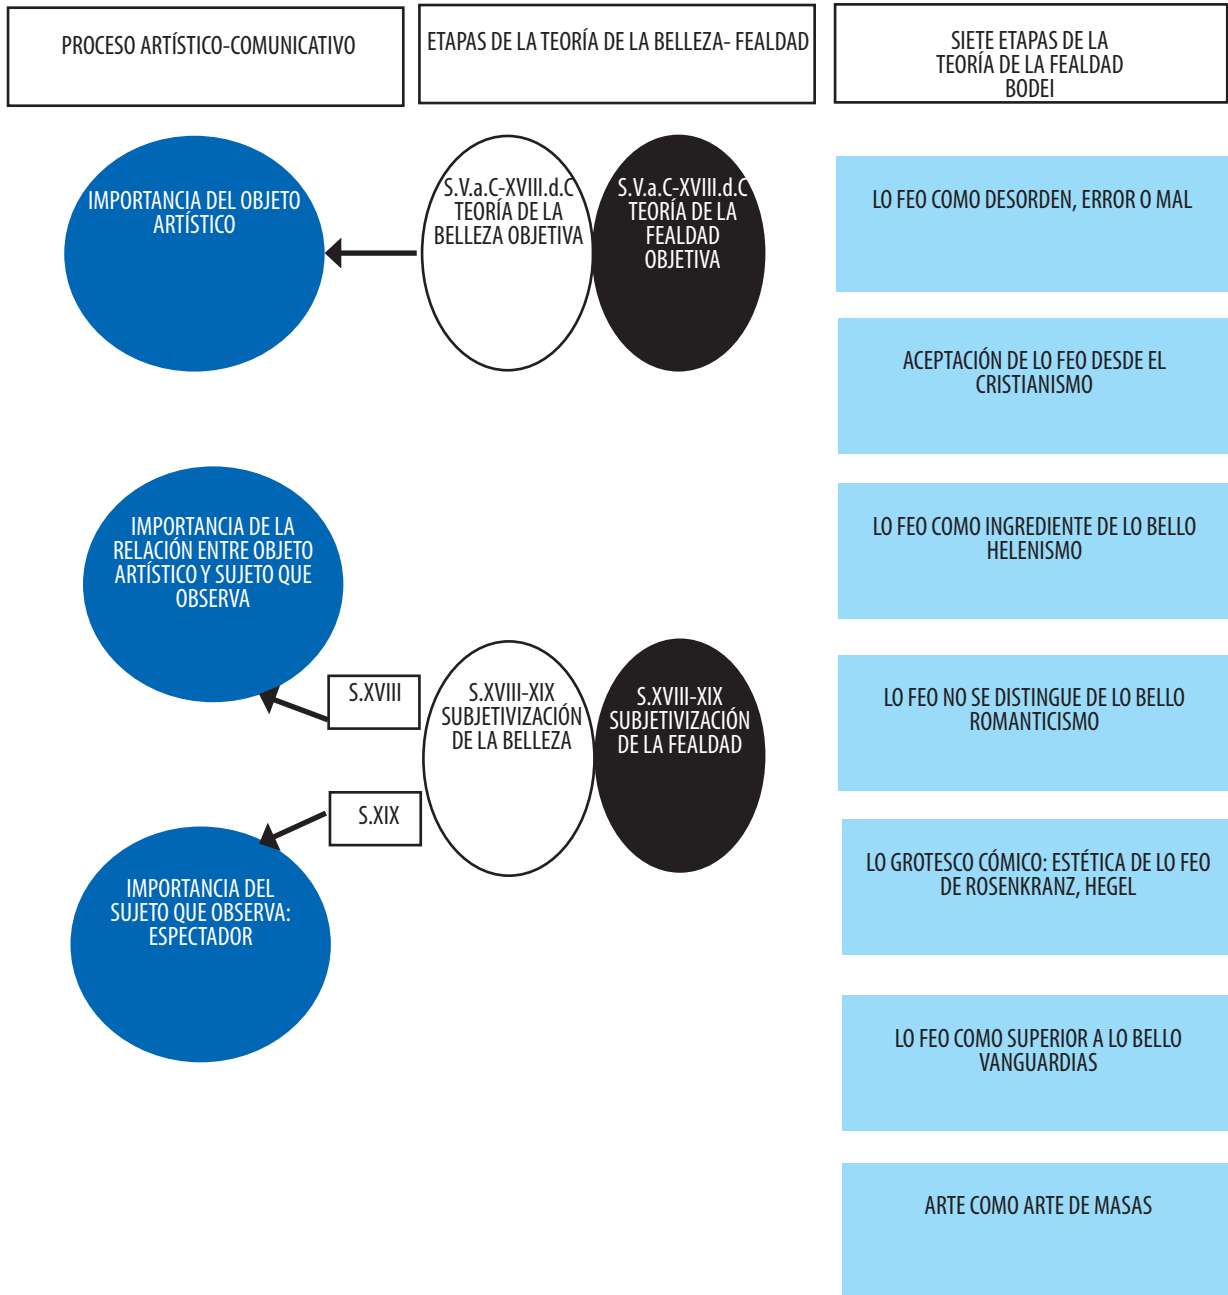 PROCESO ARTÍSTICO-COMUNICATIVO
ETAPAS DE LA TEORÍA DE LA BELLEZA- FEALDAD
SIETE ETAPAS DE LA
TEORÍA DE LA FEALDAD
BODEI
IMPORTANCIA DEL OBJETO
ARTÍSTICO
S.V.a.C-XVIII.d.C
TEORÍA DE LA
BELLEZA OBJETIVA
S.V.a.C-XVIII.d.C
TEORÍA DE LA
FEALDAD
OBJETIVA
IMPORTANCIA DE LA
RELACIÓN ENTRE OBJETO
ARTÍSTICO Y SUJETO QUE
OBSERVA
S.XVIII
S.XIX
S.XVIII-XIX
SUBJETIVIZACIÓN
DE LA BELLEZA
S.XVIII-XIX
SUBJETIVIZACIÓN
DE LA FEALDAD
IMPORTANCIA DEL
SUJETO QUE OBSERVA:
ESPECTADOR
LO FEO COMO DESORDEN, ERROR O MAL
ACEPTACIÓN DE LO FEO DESDE EL
CRISTIANISMO
LO FEO COMO INGREDIENTE DE LO BELLO
HELENISMO
LO FEO NO SE DISTINGUE DE LO BELLO
ROMANTICISMO
LO GROTESCO CÓMICO: ESTÉTICA DE LO FEO
DE ROSENKRANZ, HEGEL
LO FEO COMO SUPERIOR A LO BELLO
VANGUARDIAS
ARTE COMO ARTE DE MASAS